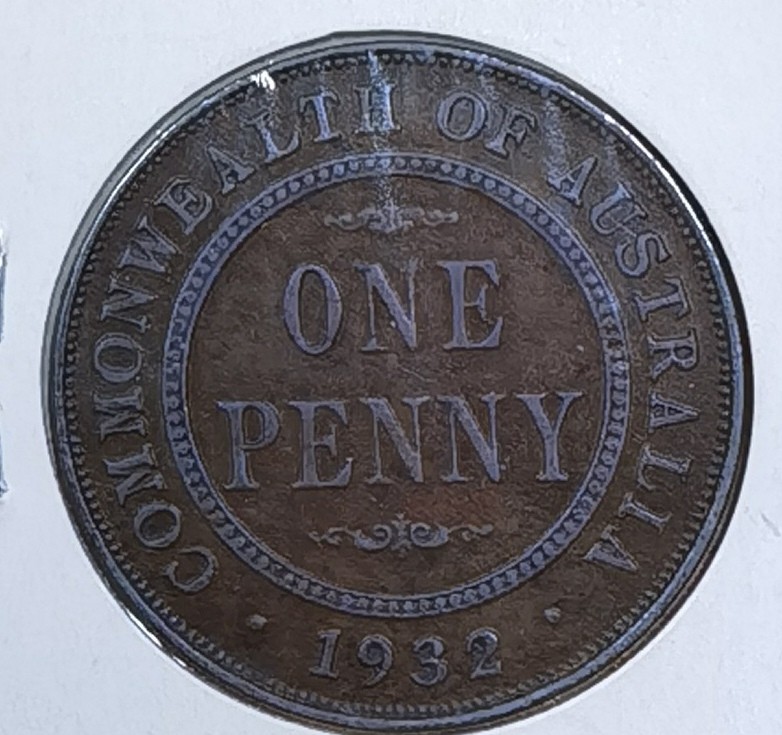 COMMONWEALTH OF AUSTRALIA
ONE
PENNY
1932